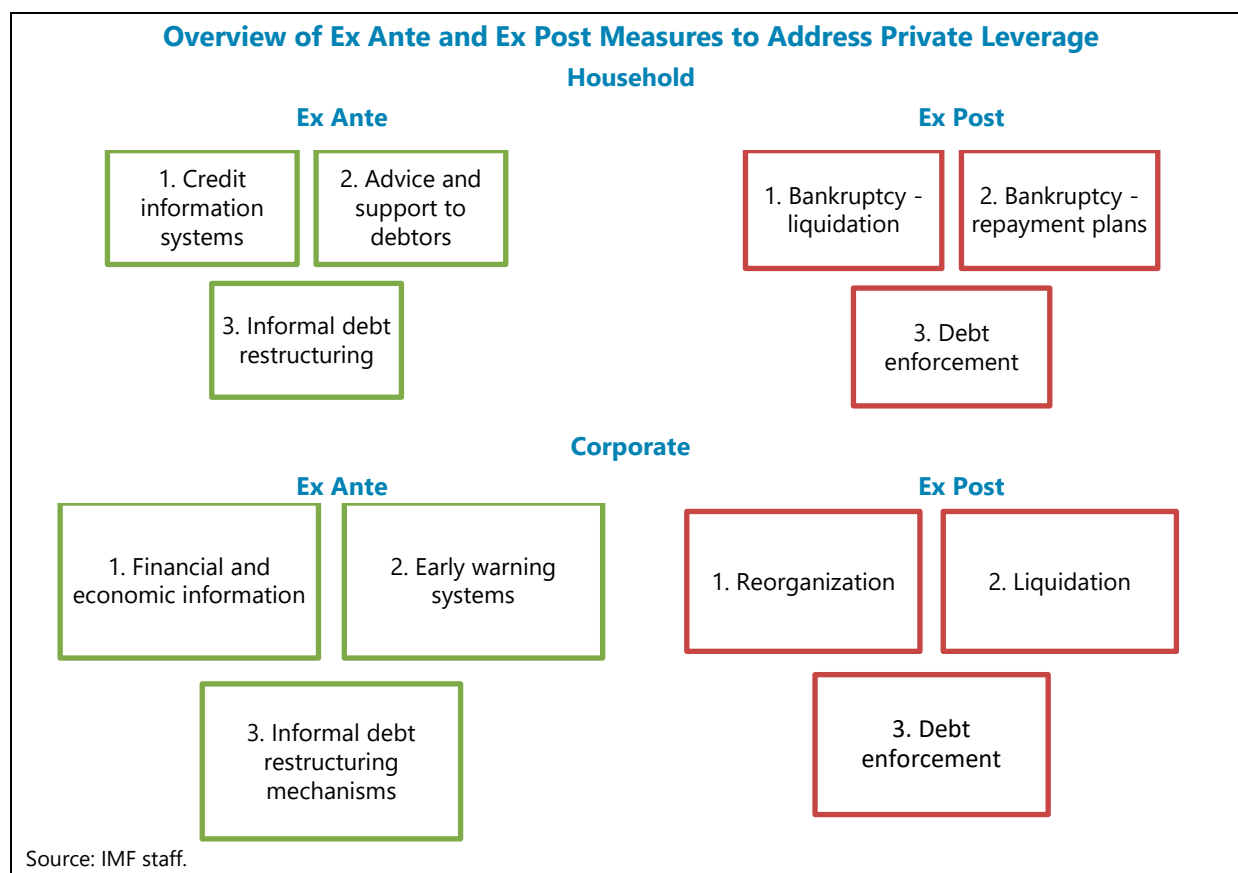 Overview of Ex Ante and Ex Post Measures to Address Private Leverage
Household
Ex Ante
1. Credit
information
systems
2. Advice and
support to
debtors
3. Informal debt
restructuring
Ex Post
1. Bankruptcy -
liquidation
2. Bankruptcy -
repayment plans
3. Debt
enforcement
Corporate
Ex Ante
1. Financial and
economic information
2. Early warning
systems
3. Informal debt
restructuring
mechanisms
Ex Post
1. Reorganization
2. Liquidation
3. Debt
enforcement
Source: IMF staff.